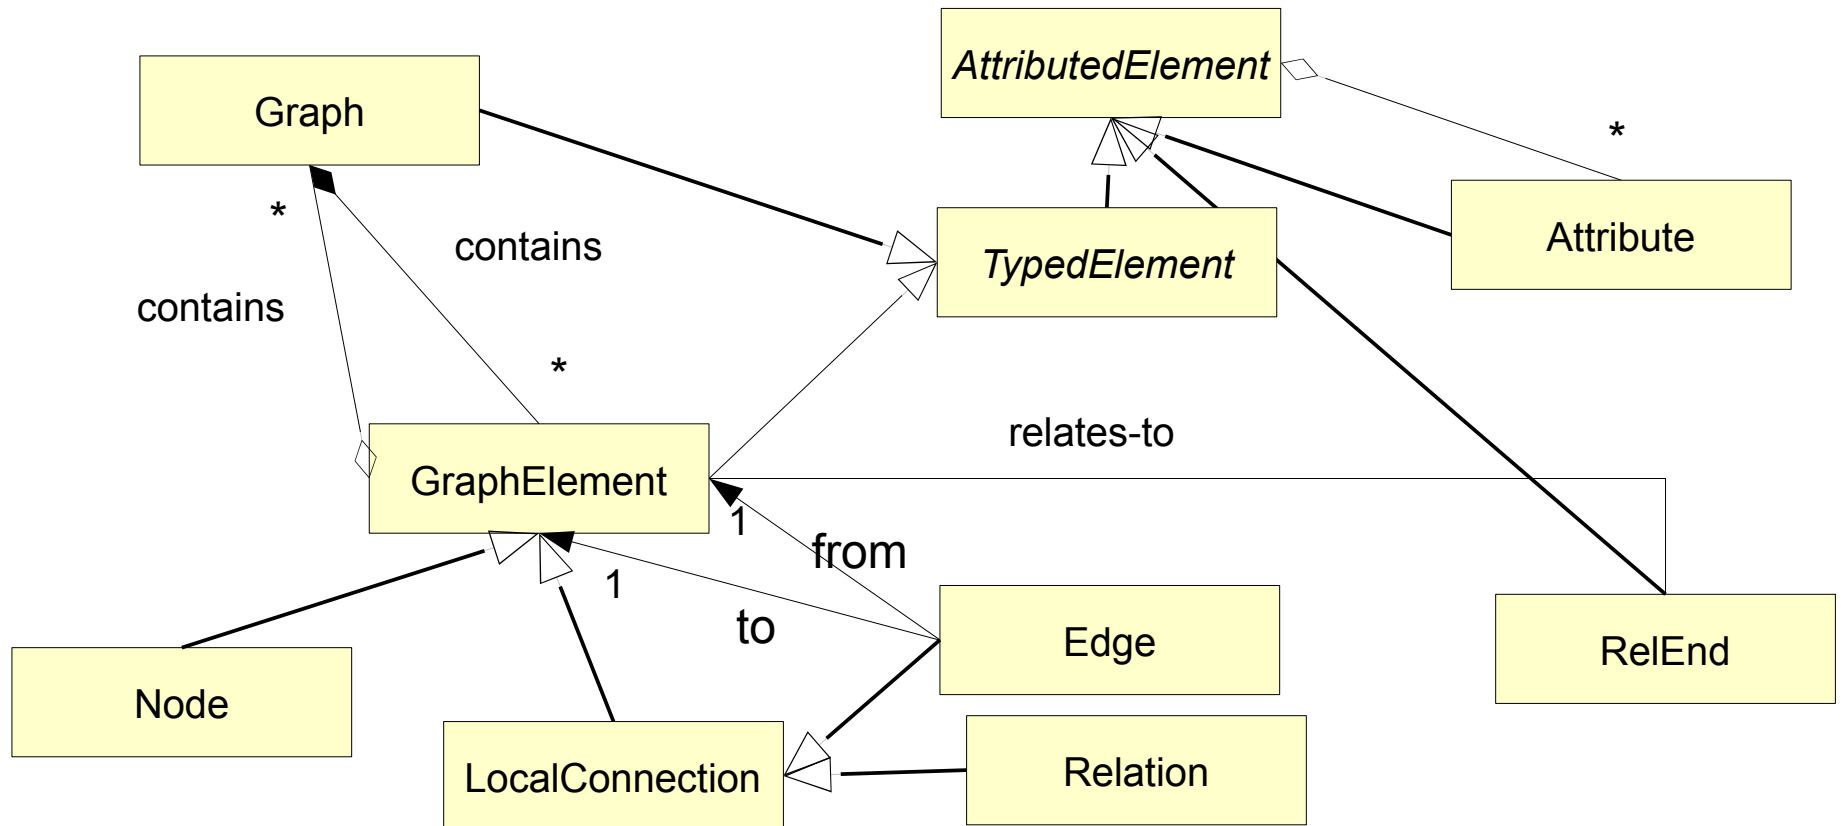 AttributedElement
Graph
*
Attribute
*
contains
TypedElement
contains
*
relates-to
GraphElement
1
from
1
to
Edge
RelEnd
Node
LocalConnection
Relation